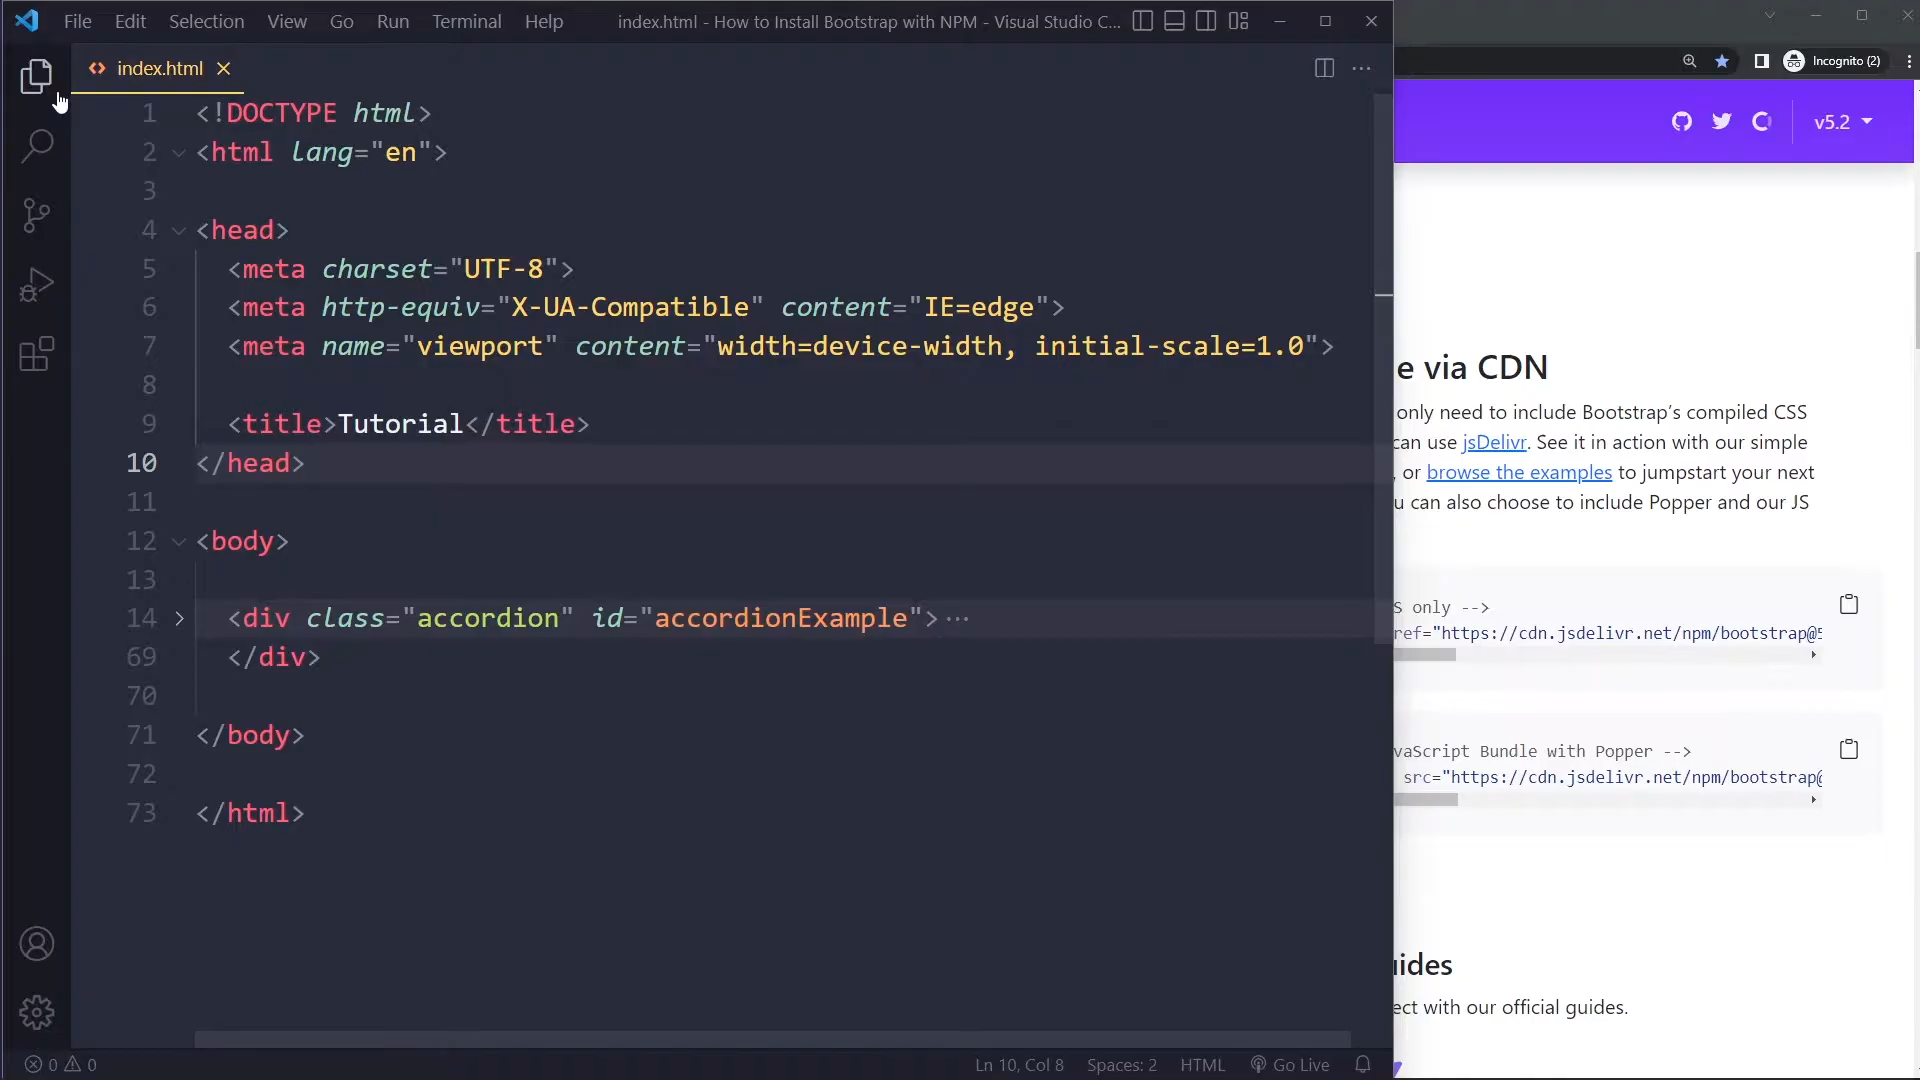 File Edit Selection View Go Run Terminal Help index.html - How to Install Bootstrap with NPM - Visual Studio C...
index.html
1 <!DOCTYPE html>
2 <html lang="en">
3
4 <head>
5 <meta charset="UTF-8">
6 <meta http-equiv="X-UA-Compatible" content="IE=edge">
7 <meta name="viewport" content="width=device-width, initial-scale=1.0">
8
9 <title>Tutorial</title>
10 </head>
11
12 <body>
13
14 <div class="accordion" id="accordionExample">...
69 </div>
70
71 </body>
72
73 </html>
0 0 Ln 10, Col 8 Spaces: 2 HTML Go Live
Incognito (2)
v5.2
e via CDN
only need to include Bootstrap’s compiled CSS
can use jsDelivr. See it in action with our simple
, or browse the examples to jumpstart your next
u can also choose to include Popper and our JS
S only -->
ref="https://cdn.jsdelivr.net/npm/bootstrap@5
vaScript Bundle with Popper -->
src="https://cdn.jsdelivr.net/npm/bootstrap@
uides
ect with our official guides.